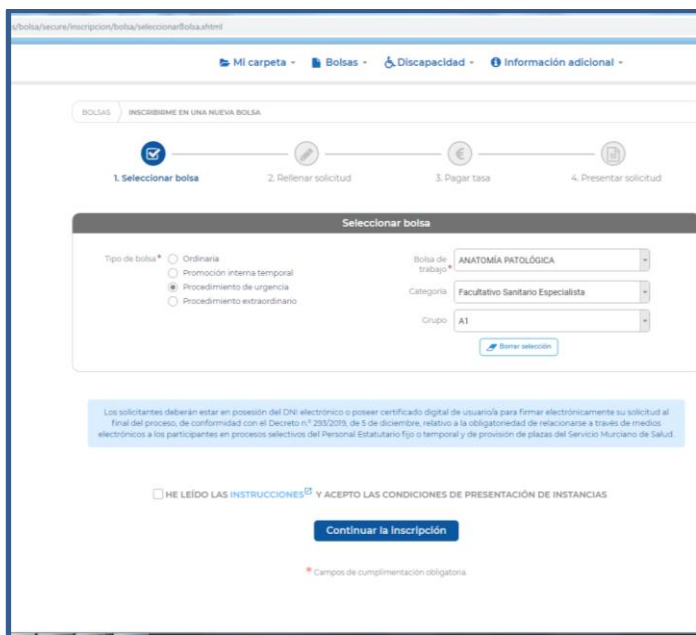 s/bolsa/secure/inscripcion/bolsa/seleccionarBolsa.xhtml
Mi carpeta Bolsas Discapacidad Información adicional
BOLSAS INSCRIBIRME EN UNA NUEVA BOLSA
1. Seleccionar bolsa 2. Rellenar solicitud 3. Pagar tasa 4. Presentar solicitud
Seleccionar bolsa
Tipo de bolsa*
Ordinaria
Promoción interna temporal
Procedimiento de urgencia
Procedimiento extraordinario
Bolsa de trabajo* ANATOMÍA PATOLÓGICA
Categoría Facultativo Sanitario Especialista
Grupo A1
Borrar selección
Los solicitantes deberán estar en posesión del DNI electrónico o poseer certificado digital de usuario/a para firmar electrónicamente su solicitud al
final del proceso, de conformidad con el Decreto n.º 293/2019, de 5 de diciembre, relativo a la obligatoriedad de relacionarse a través de medios
electrónicos a los participantes en procesos selectivos del Personal Estatutario fijo o temporal y de provisión de plazas del Servicio Murciano de Salud.
HE LEÍDO LAS INSTRUCCIONES Y ACEPTO LAS CONDICIONES DE PRESENTACIÓN DE INSTANCIAS
Continuar la inscripción
* Campos de cumplimentación obligatoria.